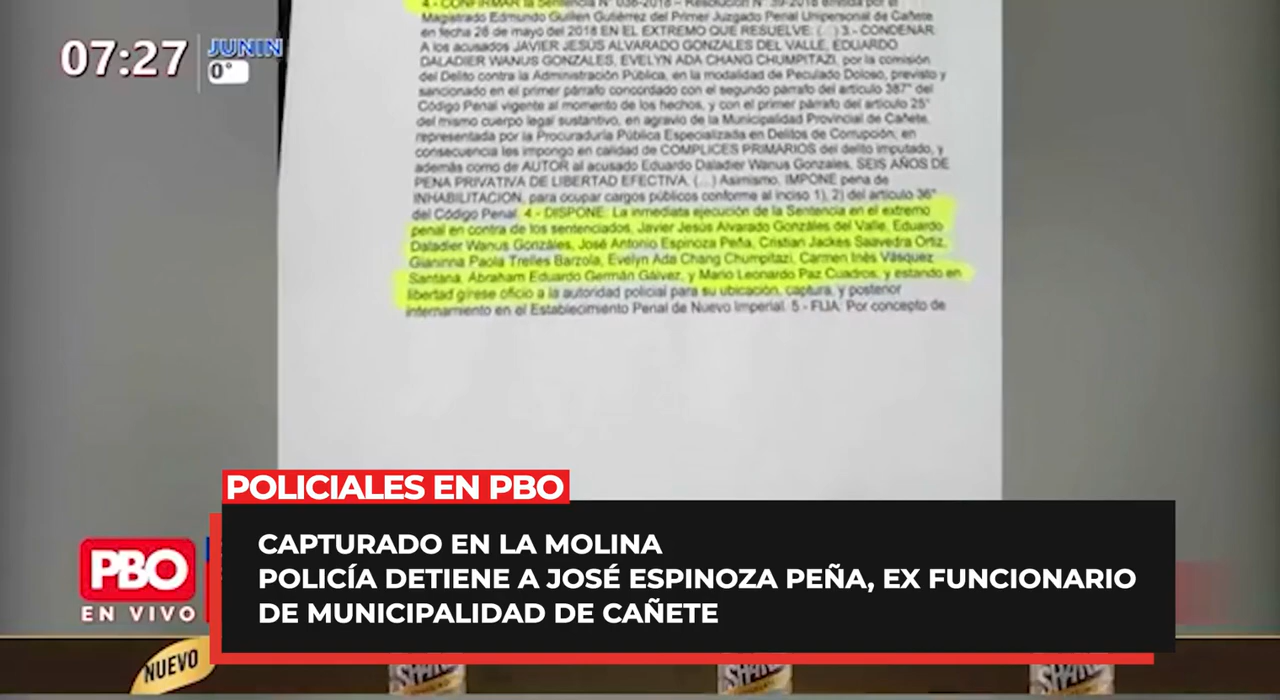 4.- CONFIRMAR la Sentencia N° 036-2018 – Resolución N° 39-2018 emitida por el
Magistrado Edmundo Guillen Gutiérrez del Primer Juzgado Penal Unipersonal de Cañete
en fecha 26 de mayo del 2018 EN EL EXTREMO QUE RESUELVE: (...) 3.- CONDENAR
A los acusados JAVIER JESÚS ALVARADO GONZALES DEL VALLE, EDUARDO
DALADIER WANUS GONZALES, EVELYN ADA CHANG CHUMPITAZI, por la comisión
del Delito contra la Administración Pública, en la modalidad de Peculado Doloso, previsto y
sancionado en el primer párrafo concordado con el segundo párrafo del artículo 387° del
Código Penal vigente al momento de los hechos, y con el primer párrafo del artículo 25°
del mismo cuerpo legal sustantivo, en agravio de la Municipalidad Provincial de Cañete,
representada por la Procuraduría Pública Especializada en Delitos de Corrupción; en
consecuencia les impongo en calidad de COMPLICES PRIMARIOS del delito imputado, y
además como de AUTOR al acusado Eduardo Daladier Wanus Gonzales, SEIS AÑOS DE
PENA PRIVATIVA DE LIBERTAD EFECTIVA, (...) Asimismo, IMPONE pena de
INHABILITACION, para ocupar cargos públicos conforme al inciso 1), 2) del artículo 36°
del Código Penal. 4.- DISPONE: La inmediata ejecución de la Sentencia en el extremo
penal en contra de los sentenciados, Javier Jesús Alvarado Gonzáles del Valle, Eduardo
Daladier Wanus Gonzáles, José Antonio Espinoza Peña, Cristian Jackes Saavedra Ortiz,
Gianinna Paola Trelles Barzola, Evelyn Ada Chang Chumpitazi, Carmen Inés Vásquez
Santana, Abraham Eduardo Germán Gálvez, y Mario Leonardo Paz Cuadros, y estando en
libertad gírese oficio a la autoridad policial para su ubicación, captura, y posterior
internamiento en el Establecimiento Penal de Nuevo Imperial. 5.- FIJA: Por concepto de
07:27
JUNIN
0°
POLICIALES EN PBO
CAPTURADO EN LA MOLINA
POLICÍA DETIENE A JOSÉ ESPINOZA PEÑA, EX FUNCIONARIO
DE MUNICIPALIDAD DE CAÑETE
PBO
EN VIVO
NUEVO